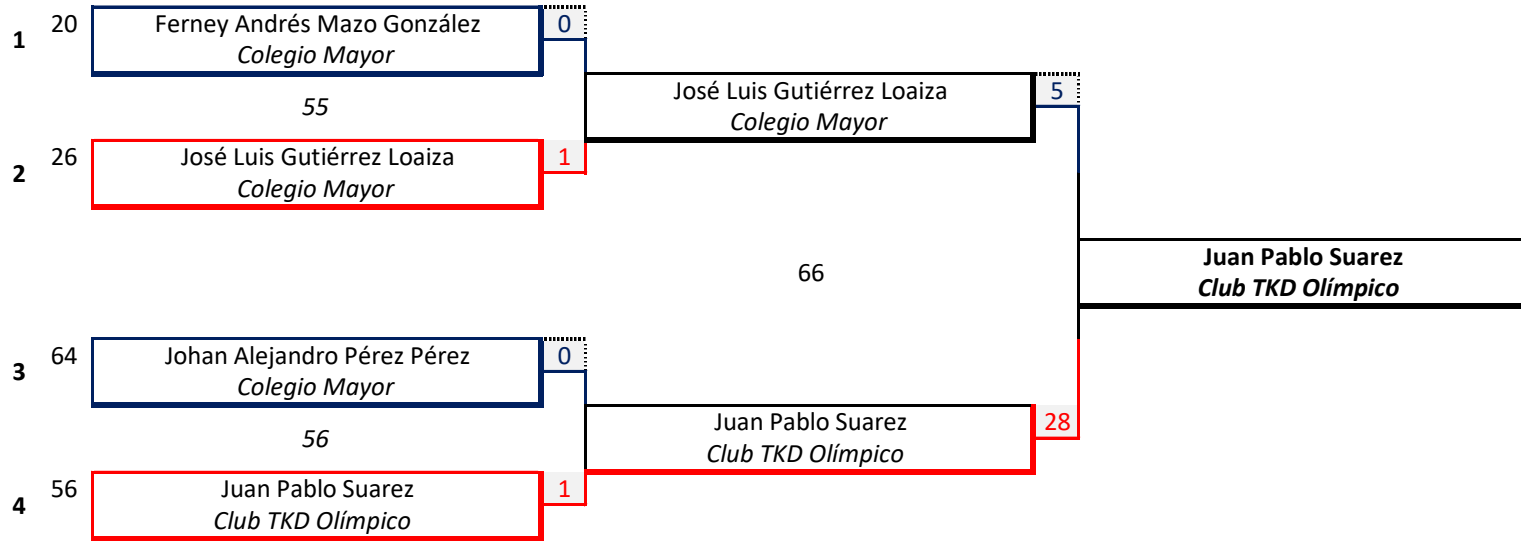 1 20 Ferney Andrés Mazo González 0
Colegio Mayor
55
2 26 José Luis Gutiérrez Loaiza 1
Colegio Mayor
José Luis Gutiérrez Loaiza 5
Colegio Mayor
66
Juan Pablo Suarez
Club TKD Olímpico
3 64 Johan Alejandro Pérez Pérez 0
Colegio Mayor
56
4 56 Juan Pablo Suarez 1
Club TKD Olímpico
Juan Pablo Suarez 28
Club TKD Olímpico